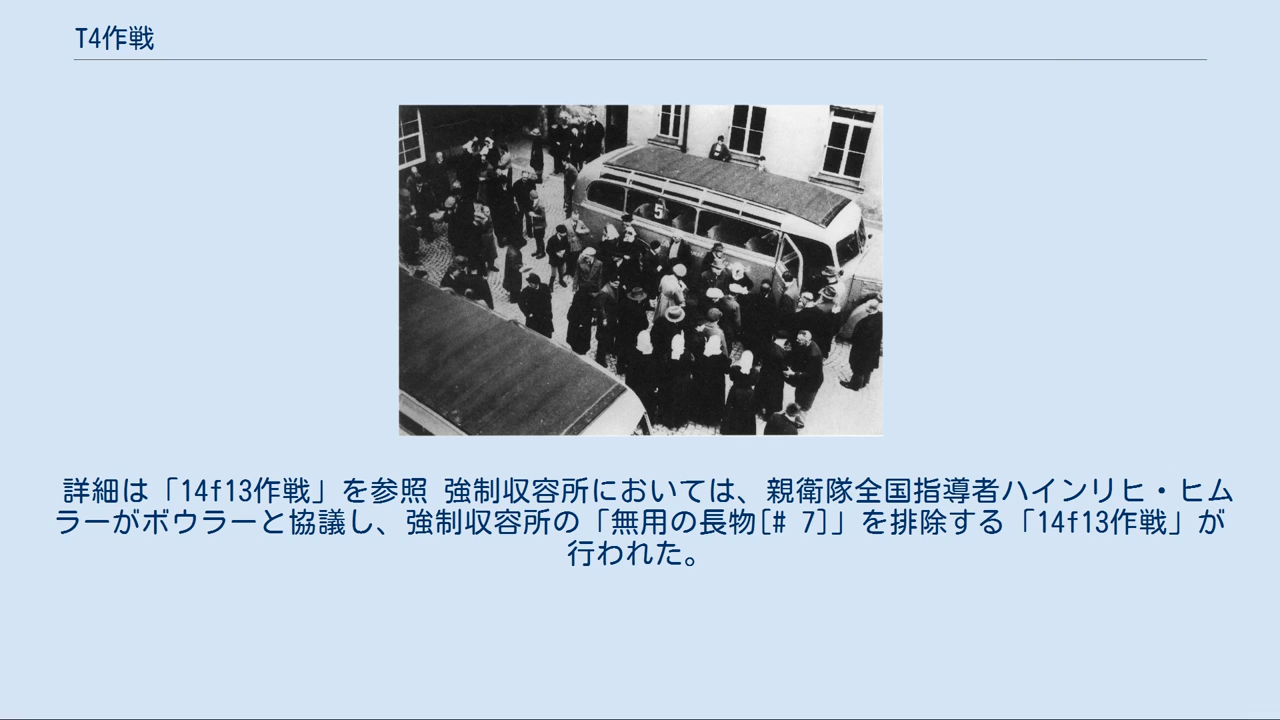 T4作戦
5
詳細は「14f13作戦」を参照 強制収容所においては、親衛隊全国指導者ハインリヒ・ヒム
ラーがボウラーと協議し、強制収容所の「無用の長物[# 7]」を排除する「14f13作戦」が
行われた。